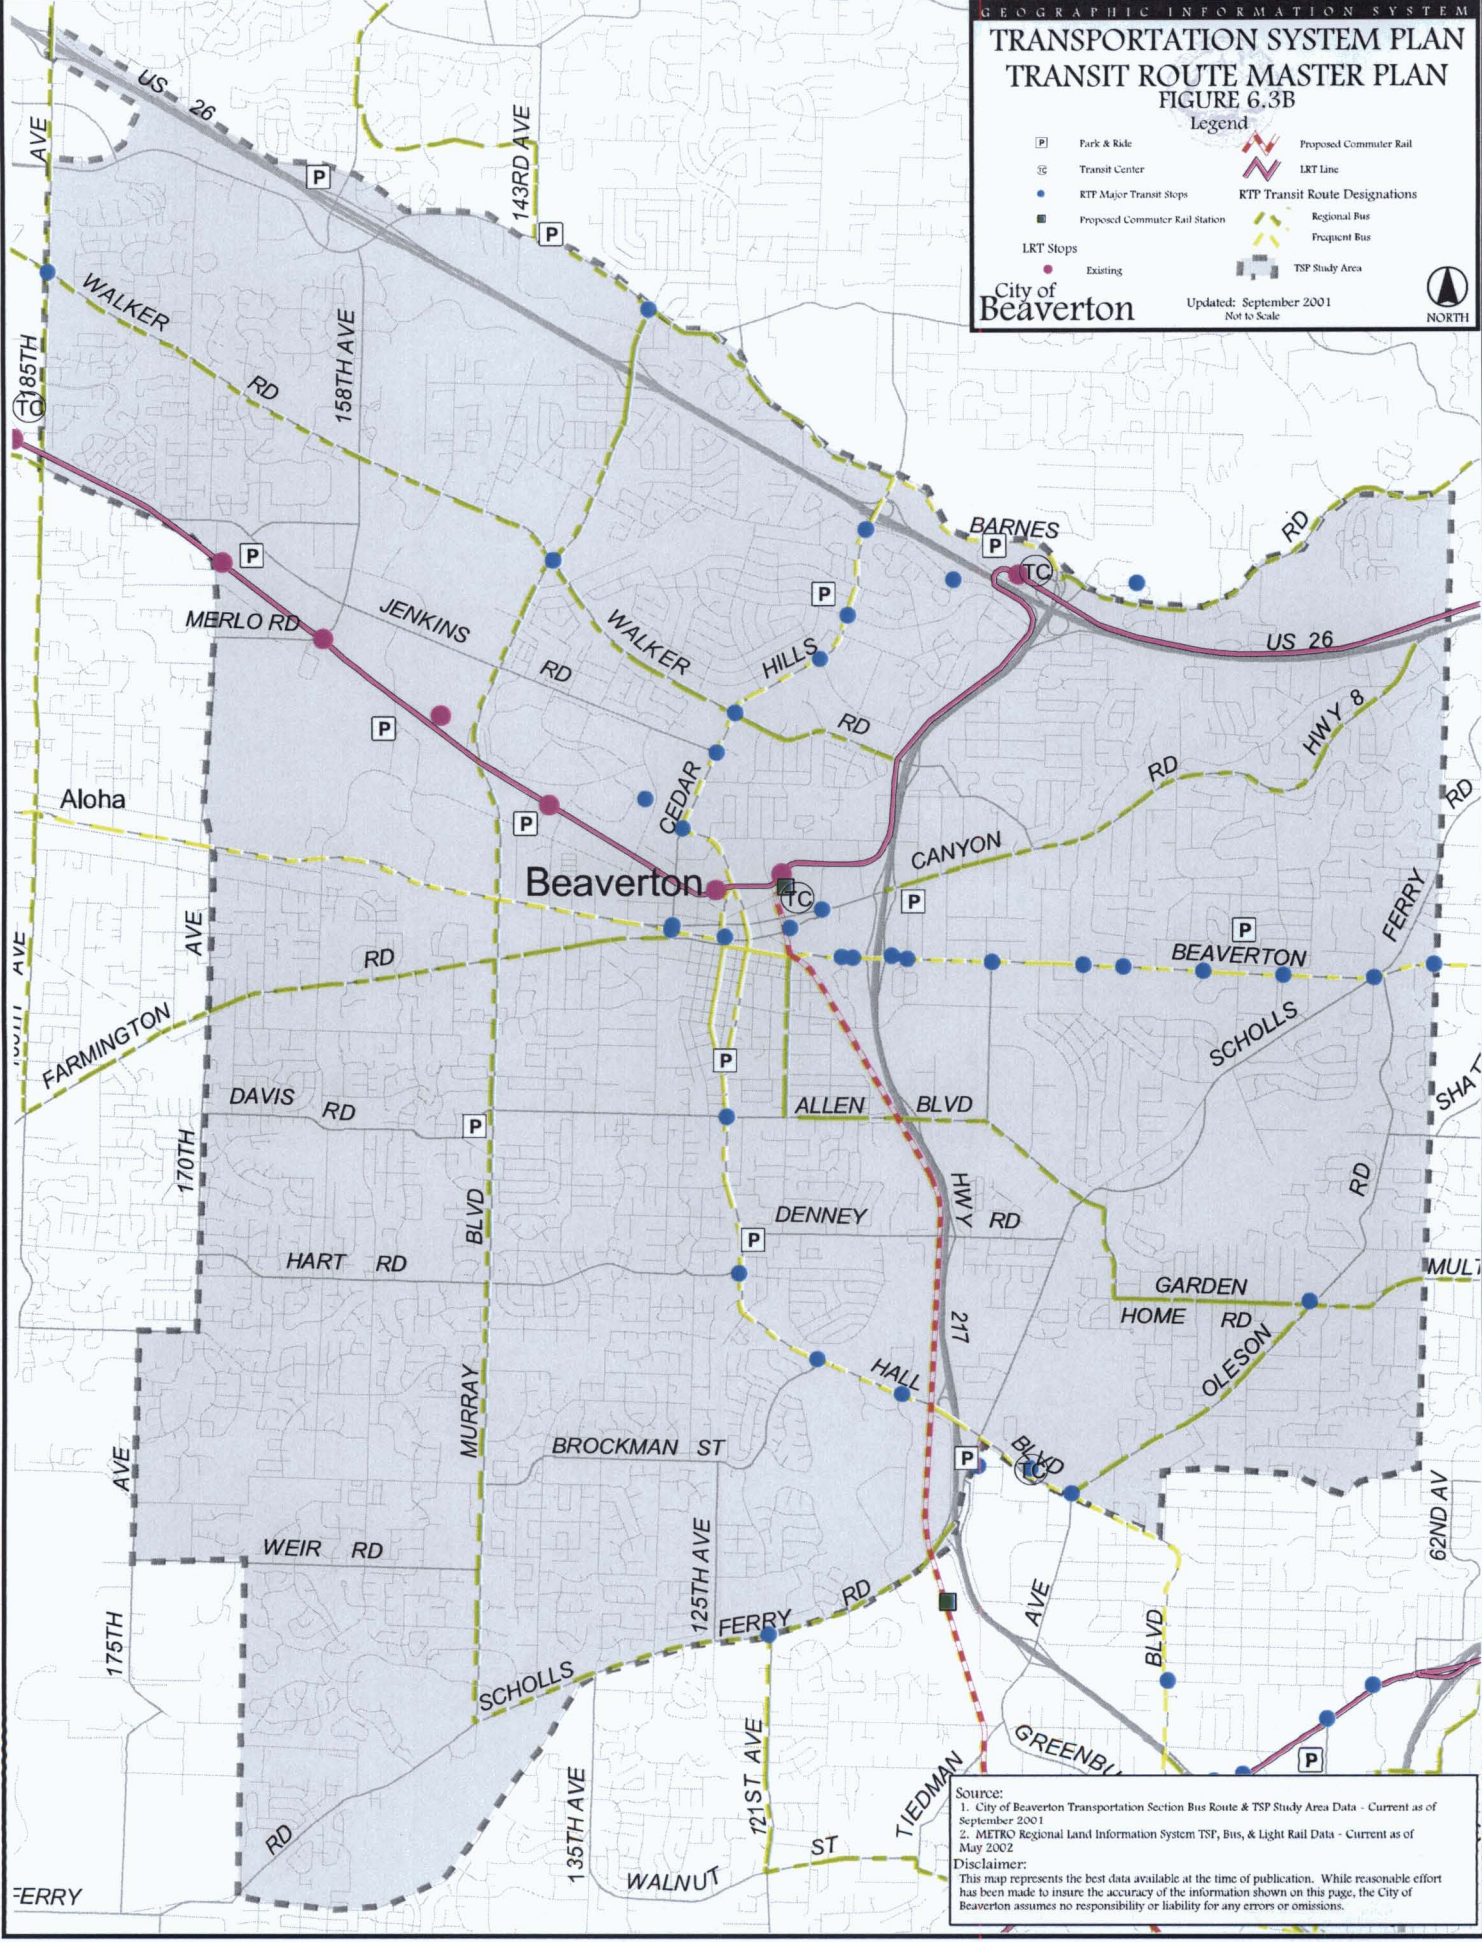 GEOGRAPHIC INFORMATION SYSTEM
TRANSPORTATION SYSTEM PLAN
TRANSIT ROUTE MASTER PLAN
FIGURE 6.3B
Legend
P Park & Ride
TC Transit Center
RTP Major Transit Stops
Proposed Commuter Rail Station
LRT Stops
Existing
Proposed Commuter Rail
LRT Line
RTP Transit Route Designations
Regional Bus
Frequent Bus
TSP Study Area
City of
Beaverton
Updated: September 2001
Not to Scale
NORTH
US 26
AVE
P
143RD AVE
P
WALKER
RD
158TH AVE
185TH
TC
BARNES
P
TC
RD
P
MERLO RD
JENKINS
RD
P
WALKER
RD
HILLS
US 26
HWY 8
P
CEDAR
RD
RD
Aloha
P
CANYON
Beaverton
TC
P
FERRY
AVE
AVE
RD
P
BEAVERTON
FARMINGTON
SCHOLLS
P
DAVIS RD
P
ALLEN BLVD
SHAT
170TH
BLVD
HWY
DENNEY RD
RD
P
HART RD
MULT
GARDEN
HOME RD
217
OLESON
HALL
MURRAY
BROCKMAN ST
BLVD
P
TC
AVE
62ND AV
WEIR RD
125TH AVE
RD
FERRY
AVE
BLVD
175TH
SCHOLLS
121ST AVE
GREENBU
P
135TH AVE
TIEDMAN
RD
ST
WALNUT
FERRY
Source:
1. City of Beaverton Transportation Section Bus Route & TSP Study Area Data - Current as of
September 2001
2. METRO Regional Land Information System TSP, Bus, & Light Rail Data - Current as of
May 2002
Disclaimer:
This map represents the best data available at the time of publication. While reasonable effort
has been made to insure the accuracy of the information shown on this page, the City of
Beaverton assumes no responsibility or liability for any errors or omissions.